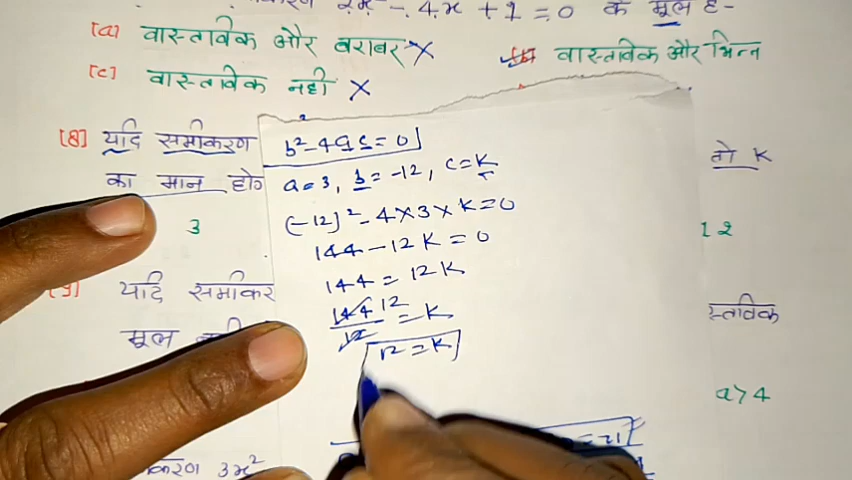 2x² - 4x + 1 = 0 के मूल है-
(a) वास्तविक और बराबर ×
वास्तविक और भिन्न
(c) वास्तविक नही ×
(8) यदि समीकरण
तो K
का मान होग
b² - 4ac = 0
a = 3, b = -12, c = K
(-12)² - 4×3×K = 0
144 - 12K = 0
144 = 12K
144/12 12 = K
12 = K
3
12
(9) यदि समीकर
स्तविक
मूल
a>4
करण 3x²